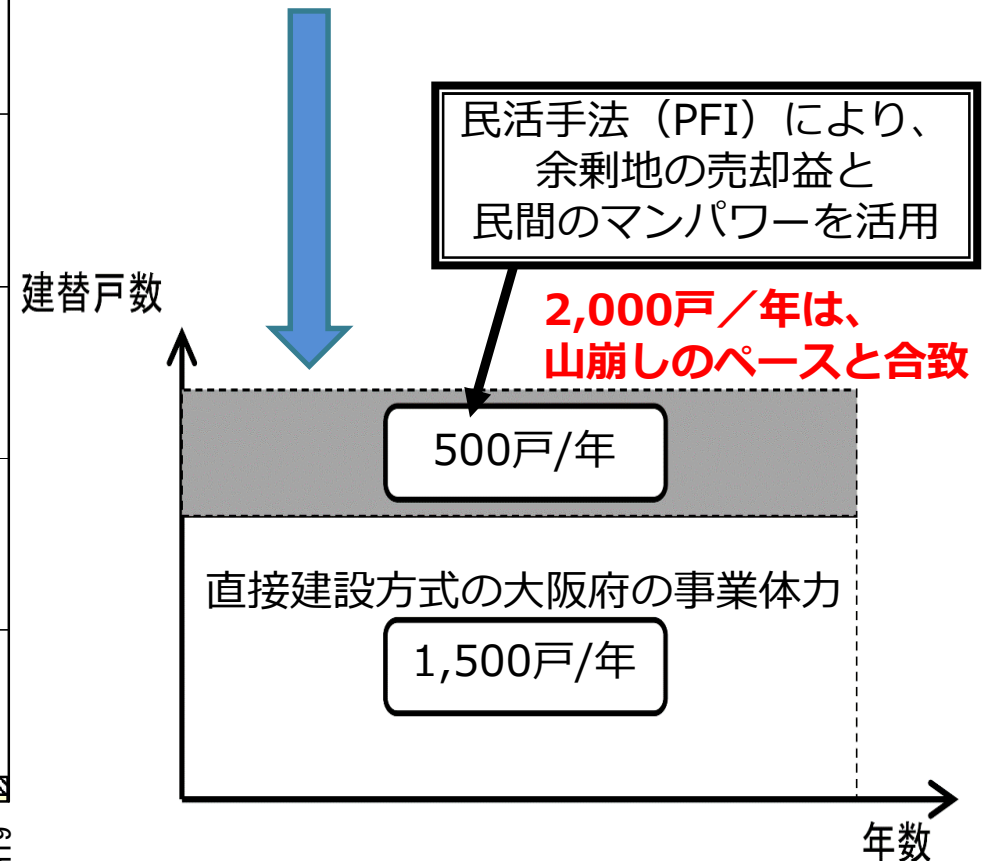 民活手法（PFI）により、
余剰地の売却益と
民間のマンパワーを活用
建替戸数
2,000戸／年は、
山崩しのペースと合致
500戸/年
直接建設方式の大阪府の事業体力
1,500戸/年
年数